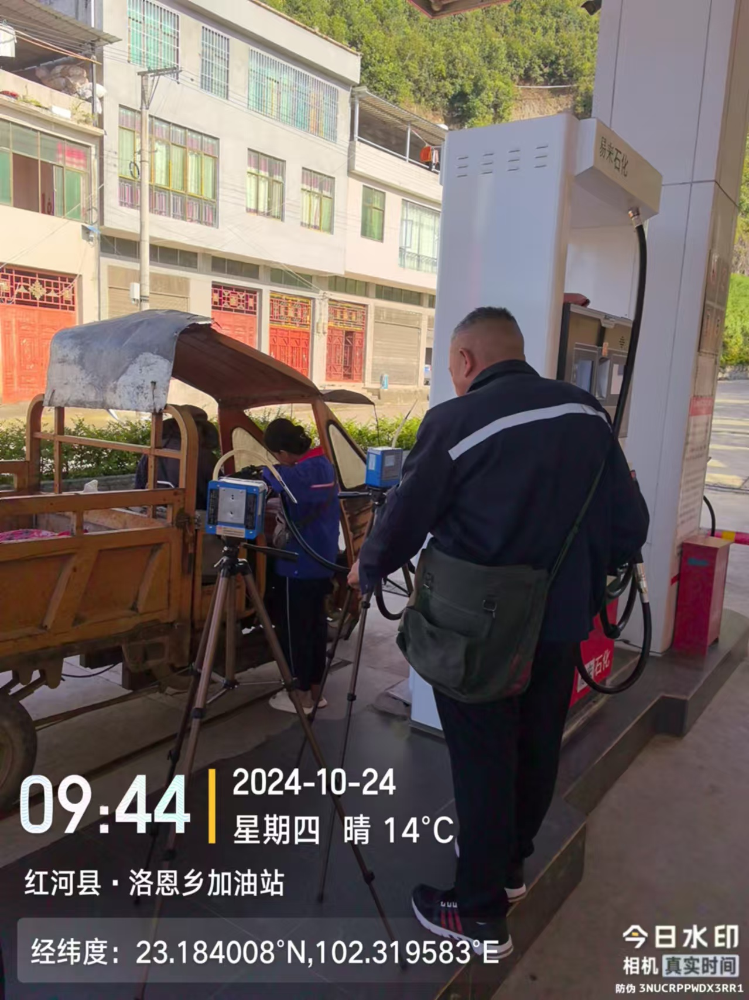 易来石化
石化
09:44
2024-10-24
星期四 晴 14°C
红河县·洛恩乡加油站
经纬度：23.184008°N,102.319583°E
今日水印
相机 真实时间
防伪 3NUCRPPWDX3RR1